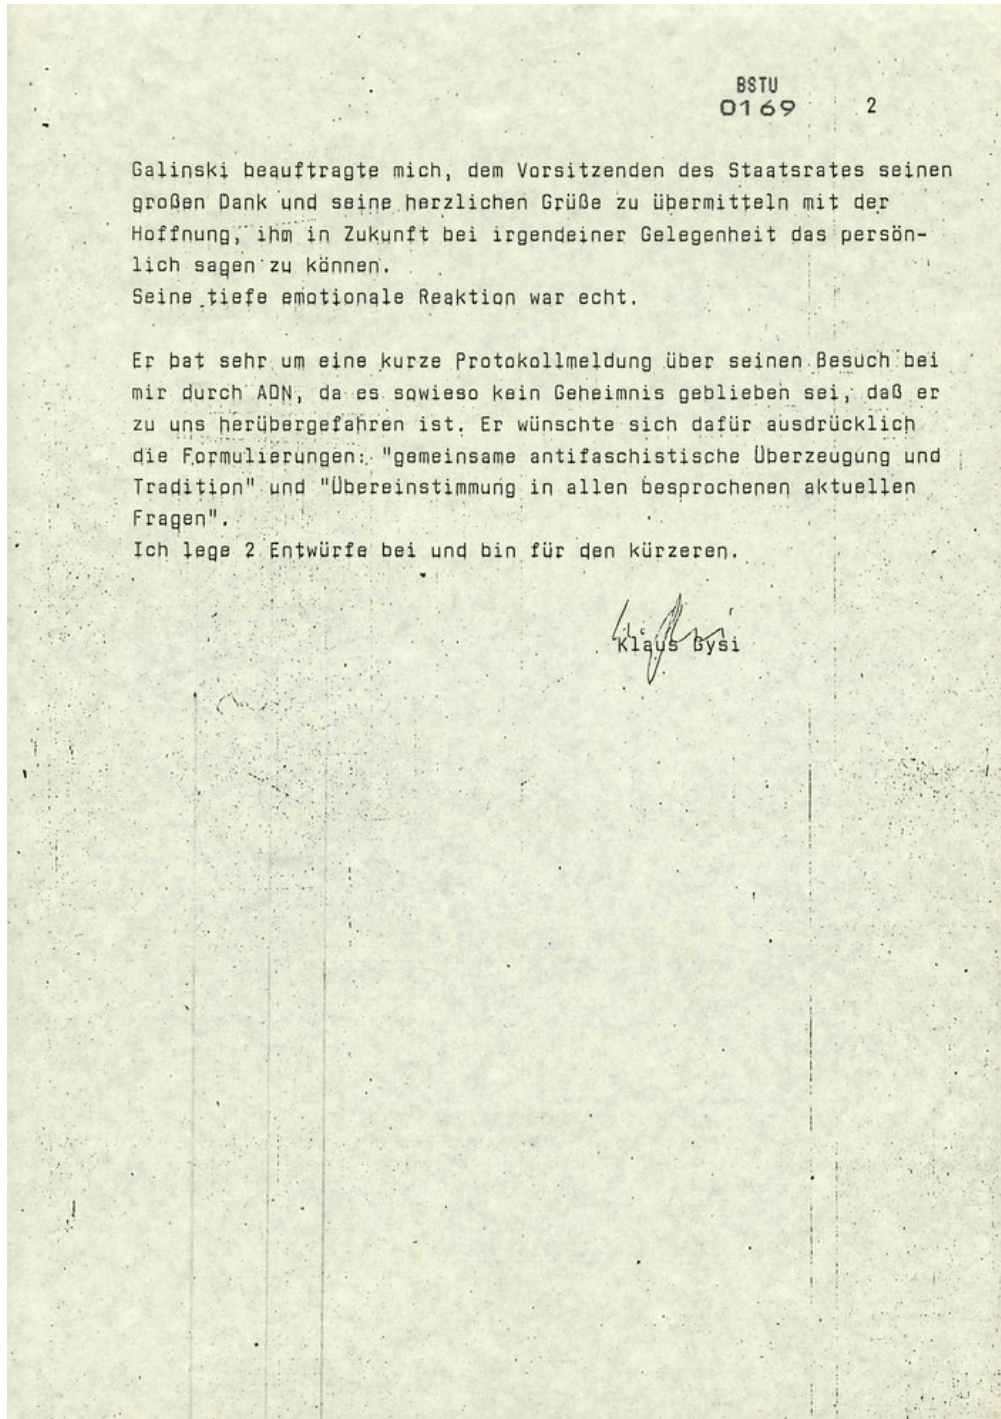 BSTU
0169 2
Galinski beauftragte mich, dem Vorsitzenden des Staatsrates seinen
großen Dank und seine herzlichen Grüße zu übermitteln mit der
Hoffnung, ihm in Zukunft bei irgendeiner Gelegenheit das persön-
lich sagen zu können.
Seine tiefe emotionale Reaktion war echt.
Er bat sehr um eine kurze Protokollmeldung über seinen Besuch bei
mir durch ADN, da es sowieso kein Geheimnis geblieben sei, daß er
zu uns herübergefahren ist. Er wünschte sich dafür ausdrücklich
die Formulierungen: "gemeinsame antifaschistische Überzeugung und
Tradition" und "Übereinstimmung in allen besprochenen aktuellen
Fragen".
Ich lege 2 Entwürfe bei und bin für den kürzeren.
Klaus Gysi